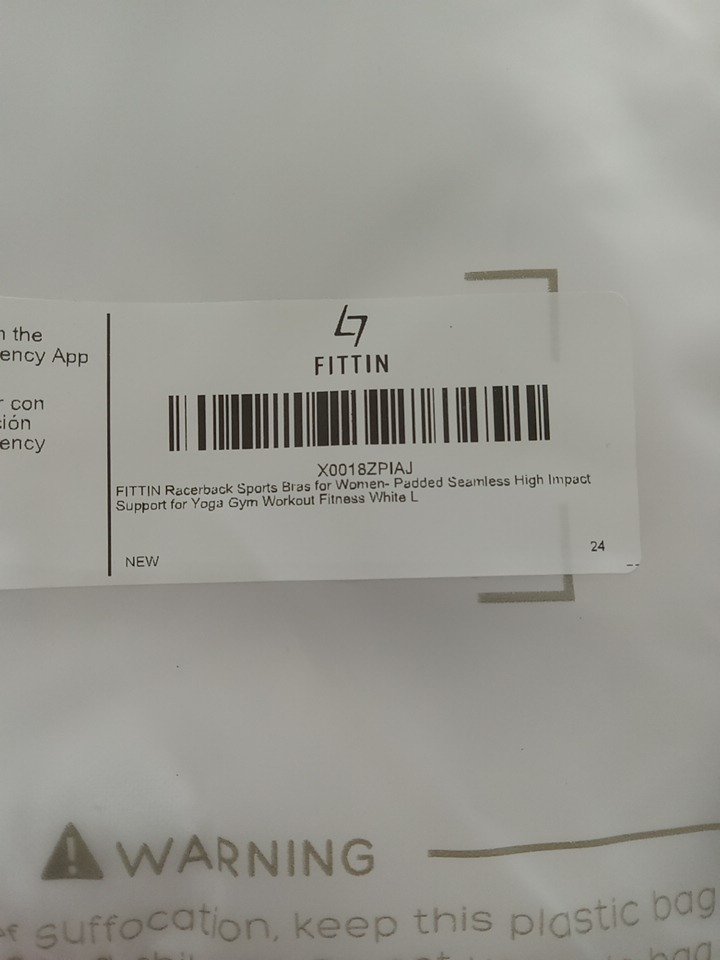 the
ency App
con
ción
ency
FITTIN
X0018ZPIAJ
FITTIN Racerback Sports Bras for Women- Padded Seamless High Impact
Support for Yoga Gym Workout Fitness White L
NEW
24
WARNING
suffocation, keep this plastic bag